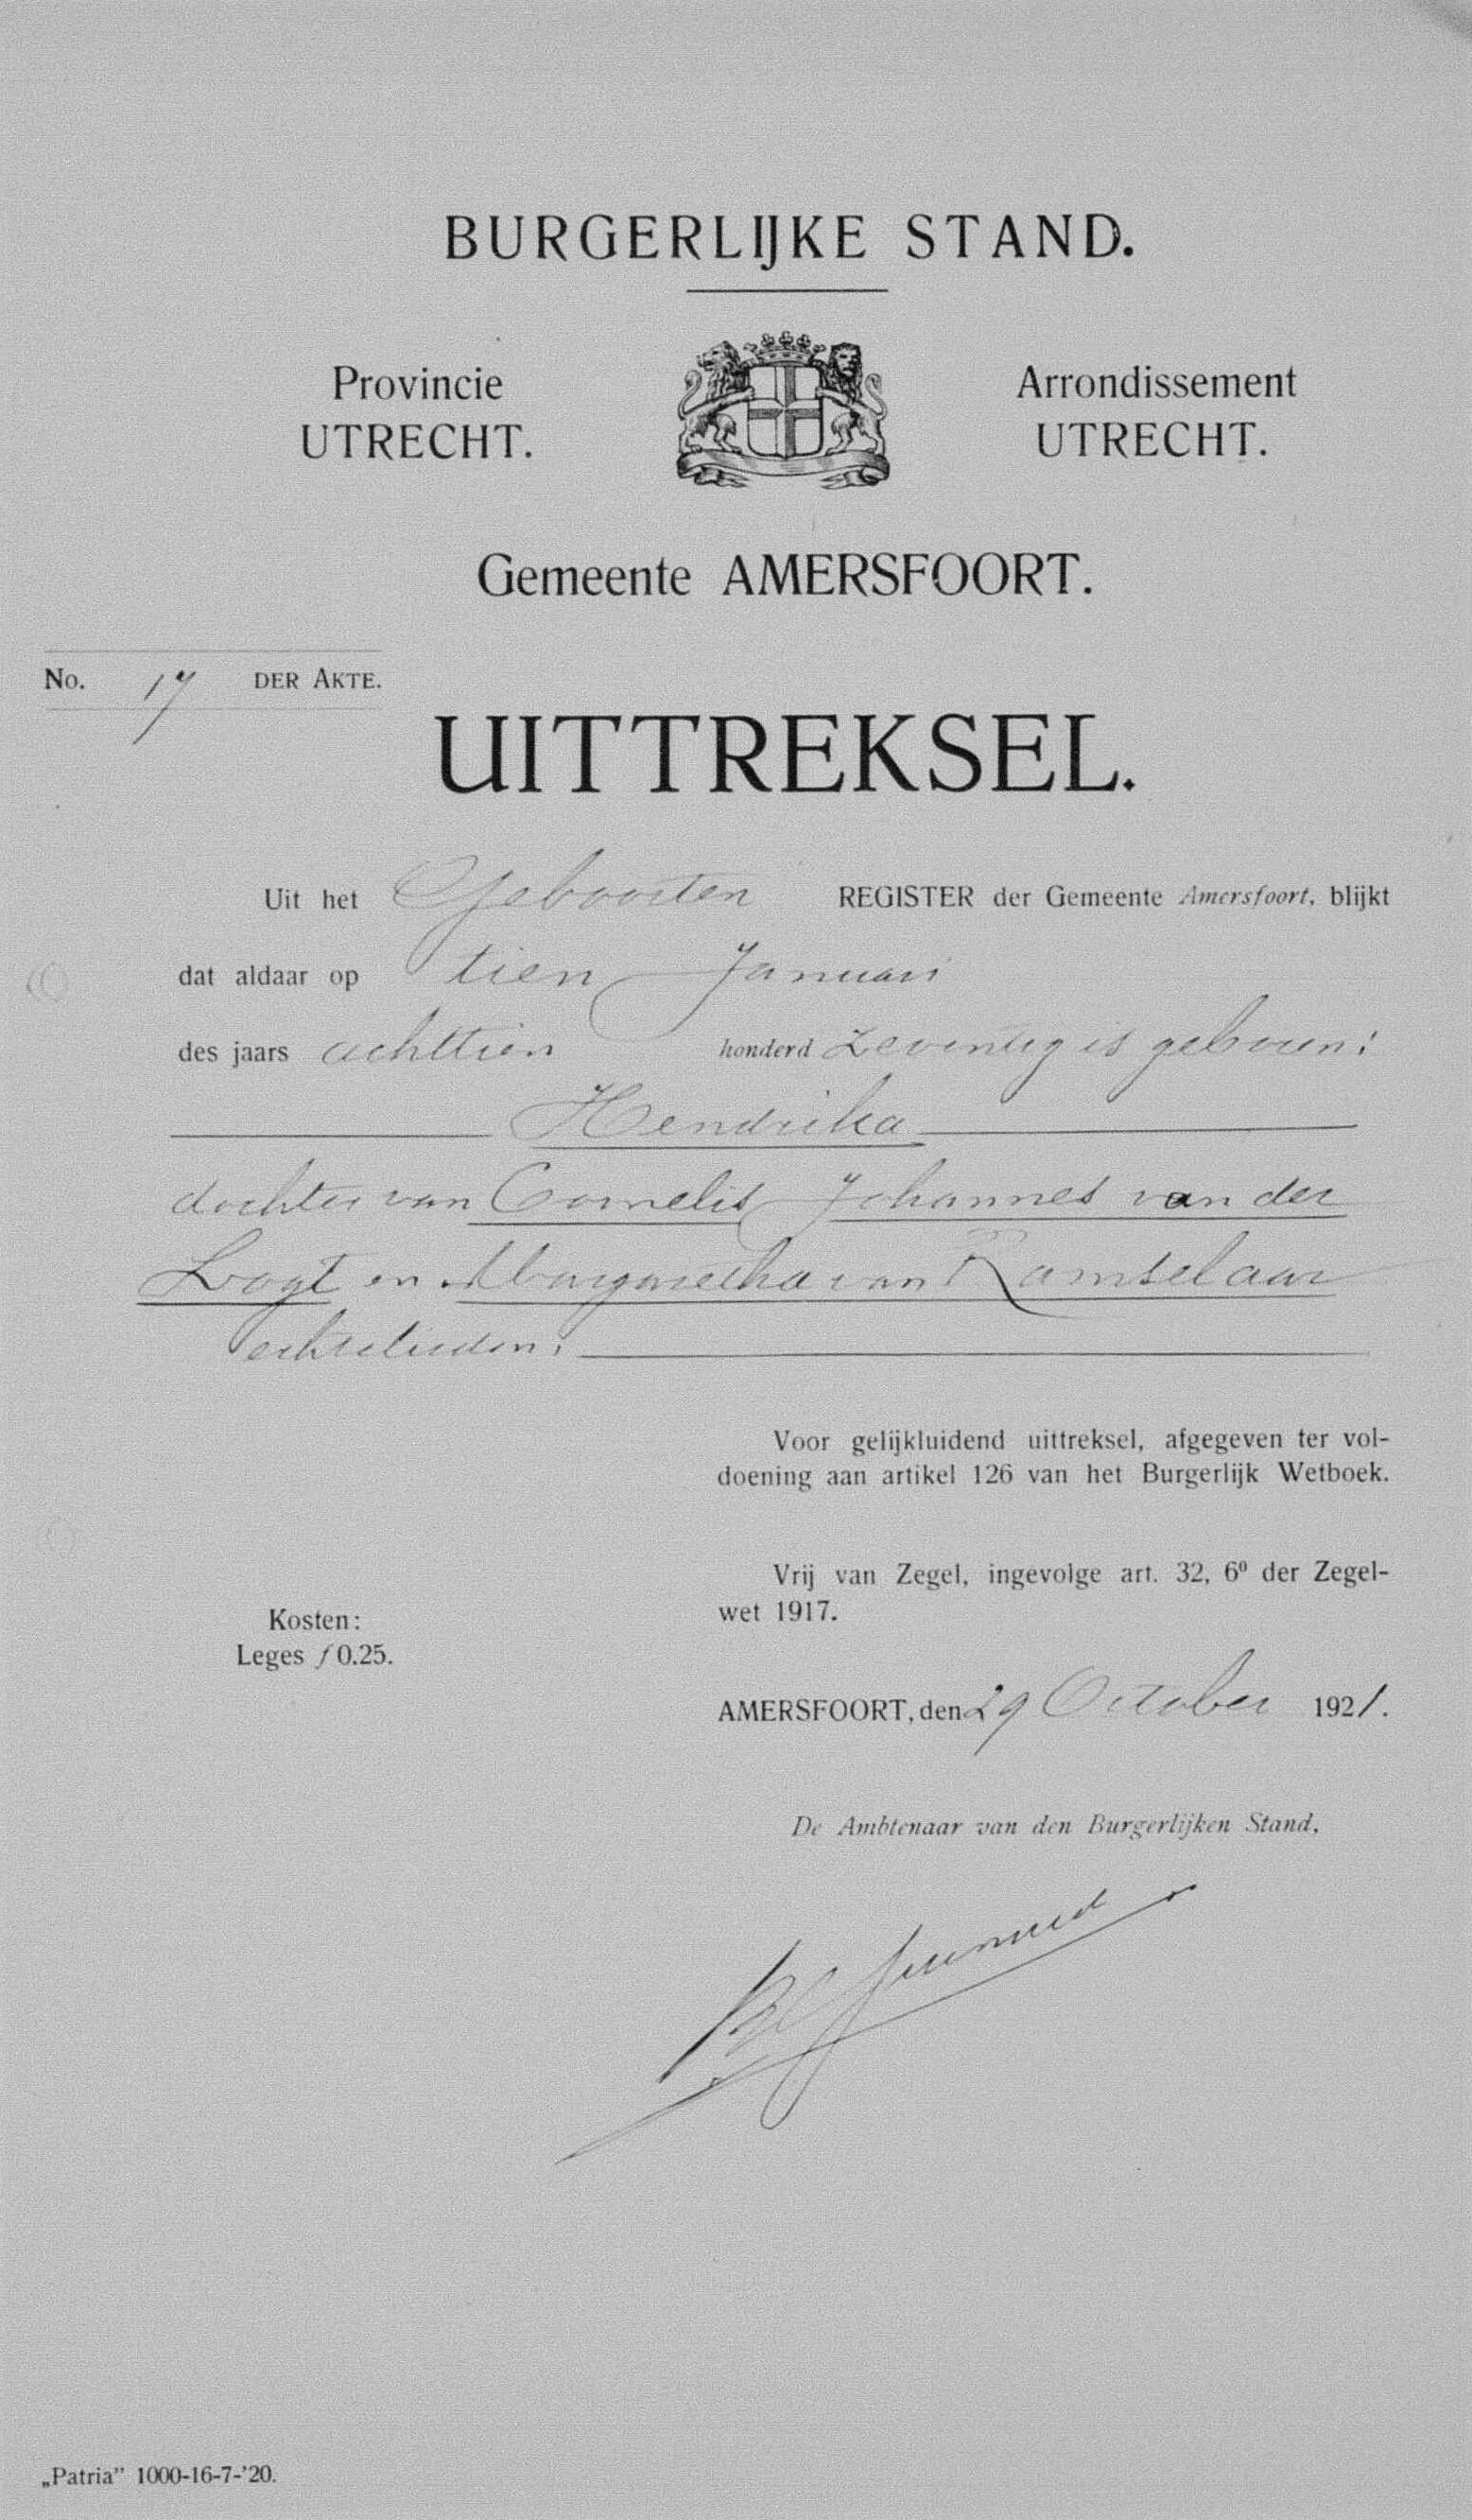 BURGERLIJKE STAND.
Provincie
UTRECHT.
Arrondissement
UTRECHT.
Gemeente AMERSFOORT.
No. 17 DER AKTE.
UITTREKSEL.
Uit het Geboorten REGISTER der Gemeente Amersfoort, blijkt
dat aldaar op tien Januari
des jaars achttien honderd zeventig is geboren:
Hendrika
dochter van Cornelis Johannes van der
Logt en Margaretha van Ramselaar
echtelieden;
Voor gelijkluidend uittreksel, afgegeven ter vol-
doening aan artikel 126 van het Burgerlijk Wetboek.
Vrij van Zegel, ingevolge art. 32, 6º der Zegel-
wet 1917.
Kosten:
Leges ƒ 0.25.
AMERSFOORT, den 29 October 1921.
De Ambtenaar van den Burgerlijken Stand,
„Patria” 1000-16-7-'20.